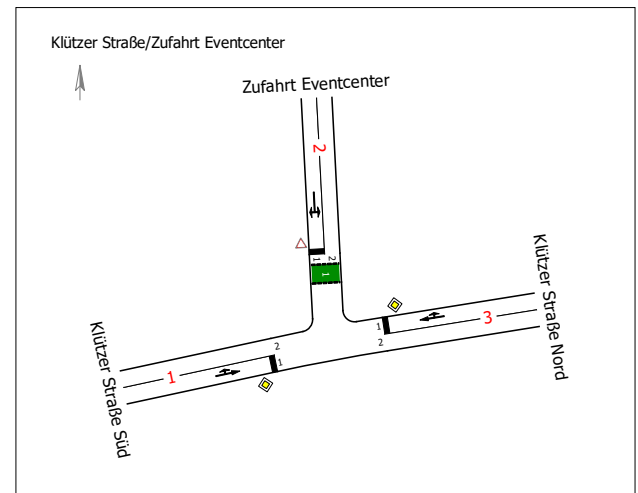 Klützer Straße/Zufahrt Eventcenter
Zufahrt Eventcenter
2
1 2
1
Klützer Straße Nord
1 3
2
Klützer Straße Süd
2
1 1